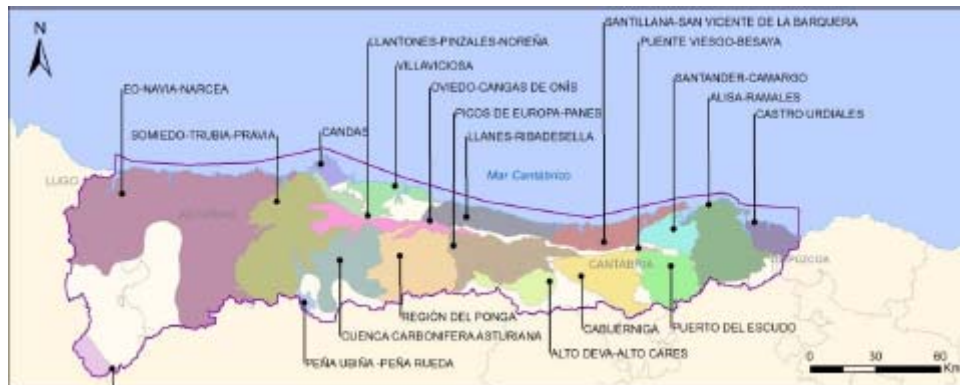 N
SANTILLANA-SAN VICENTE DE LA BARQUERA
LLANTONES-PINZALES-NOREÑA
PUENTE VIESGO-BESAYA
VILLAVICIOSA
SANTANDER-CAMARGO
EO-NAVIA-NARCEA
OVIEDO-CANGAS DE ONÍS
ALISA-RAMALES
PICOS DE EUROPA-PANES
CASTRO URDIALES
SOMIEDO-TRUBIA-PRAVIA
CANDAS
LLANES-RIBADESELLA
Mar Cantábrico
LUGO
CANTABRIA
REGIÓN DEL PONGA
CABUÉRNIGA
PUERTO DEL ESCUDO
CUENCA CARBONIFERA ASTURIANA
ALTO DEVA-ALTO CARES
PEÑA UBIÑA -PEÑA RUEDA
0 30 60
Km